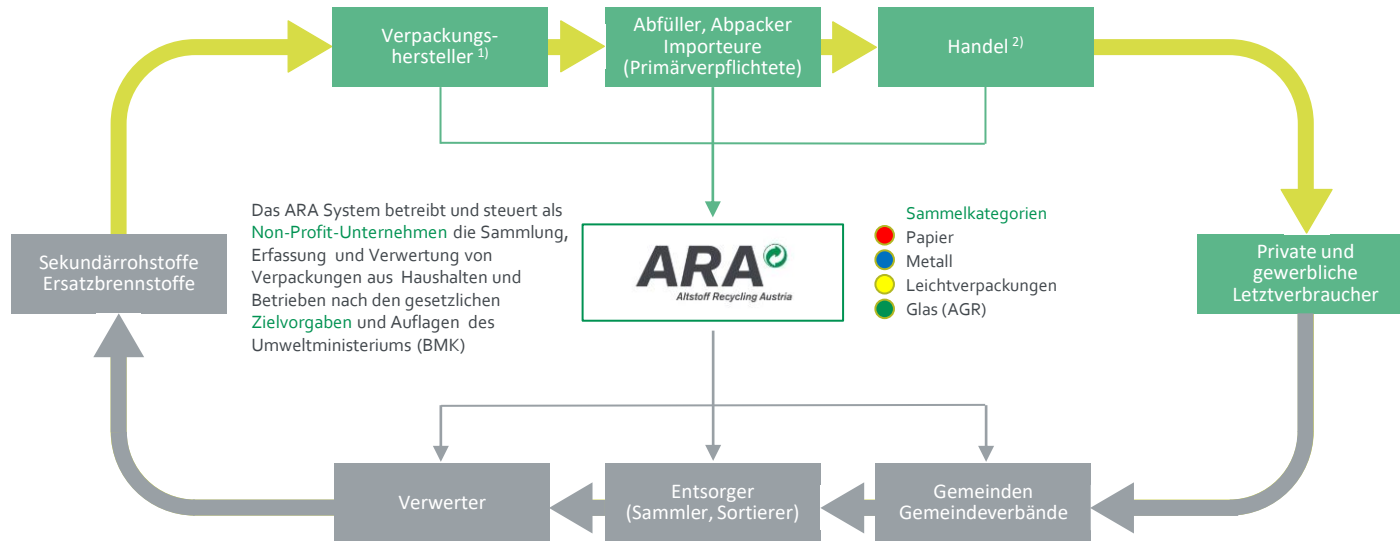 Verpackungs-
hersteller 1)
Abfüller, Abpacker
Importeure
(Primärverpflichtete)
Handel 2)
Das ARA System betreibt und steuert als
Non-Profit-Unternehmen die Sammlung,
Erfassung und Verwertung von
Verpackungen aus Haushalten und
Betrieben nach den gesetzlichen
Zielvorgaben und Auflagen des
Umweltministeriums (BMK)
ARA
Altstoff Recycling Austria
Sammelkategorien
Papier
Metall
Leichtverpackungen
Glas (AGR)
Sekundärrohstoffe
Ersatzbrennstoffe
Private und
gewerbliche
Letztverbraucher
Verwerter
Entsorger
(Sammler, Sortierer)
Gemeinden
Gemeindeverbände